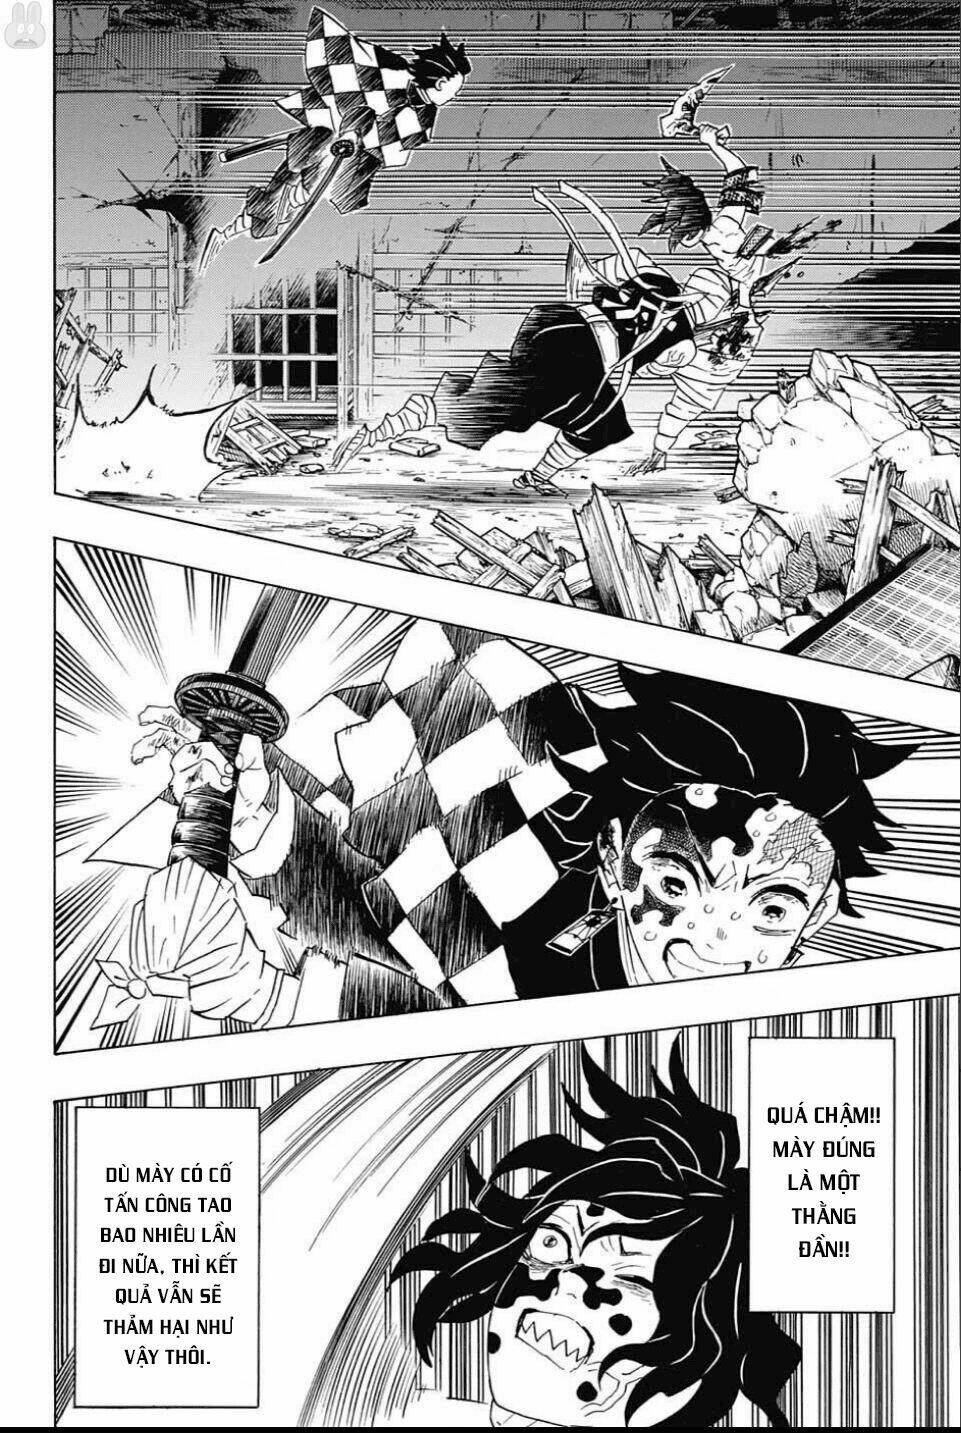 QUÁ CHẬM!!
MÀY ĐÚNG
LÀ MỘT
THẰNG
ĐẦN!!
DÙ MÀY CÓ CỐ
TẤN CÔNG TAO
BAO NHIÊU LẦN
ĐI NỮA, THÌ KẾT
QUẢ VẪN SẼ
THẢM HẠI NHƯ
VẬY THÔI.